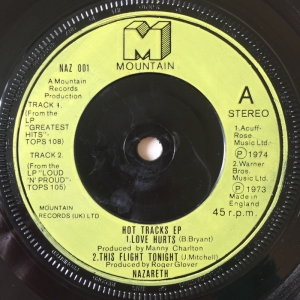 MOUNTAIN
NAZ 001
A Mountain
Records
Production
TRACK 1.
(From the
LP
"GREATEST
HITS"-
TOPS 108)
TRACK 2.
(From the
LP "LOUD
'N' PROUD"-
TOPS 105)
MOUNTAIN
RECORDS (UK) LTD
A
STEREO
1.Acuff-
Rose
Music Ltd.
Ⓟ 1974
2.Warner
Bros.
Music Ltd.
Ⓟ 1973
Made in
England
45 r.p.m.
HOT TRACKS EP
1.LOVE HURTS (B.Bryant)
Produced by Manny Charlton
2.THIS FLIGHT TONIGHT (J.Mitchell)
Produced by Roger Glover
NAZARETH